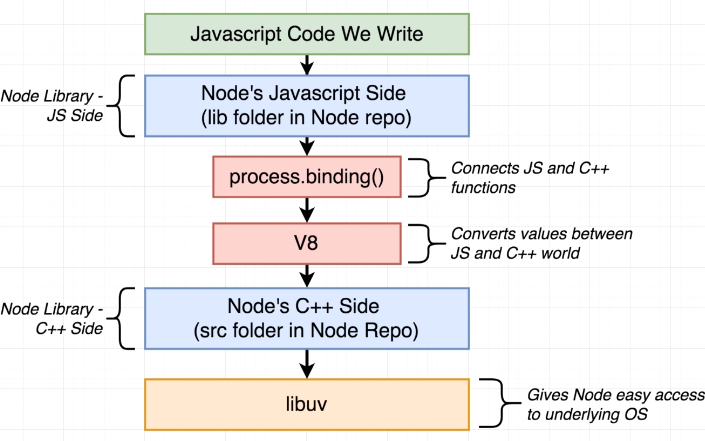 Javascript Code We Write
Node Library -
JS Side
Node's Javascript Side
(lib folder in Node repo)
process.binding()
Connects JS and C++
functions
V8
Converts values between
JS and C++ world
Node Library -
C++ Side
Node's C++ Side
(src folder in Node Repo)
libuv
Gives Node easy access
to underlying OS